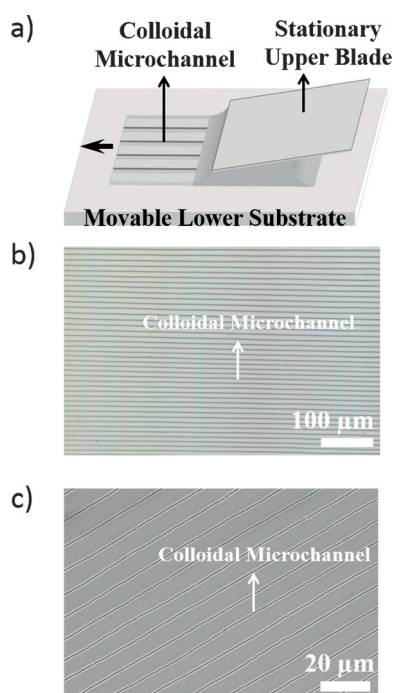 a)
Colloidal
Microchannel
Stationary
Upper Blade
Movable Lower Substrate
b)
Colloidal Microchannel
100 μm
c)
Colloidal Microchannel
20 μm